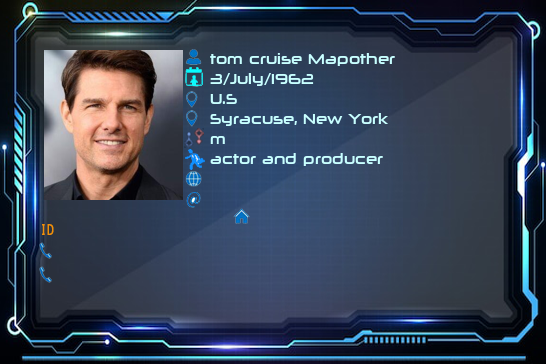 tom cruise Mapother
3/July/1962
U.S
Syracuse, New York
m
actor and producer
ID